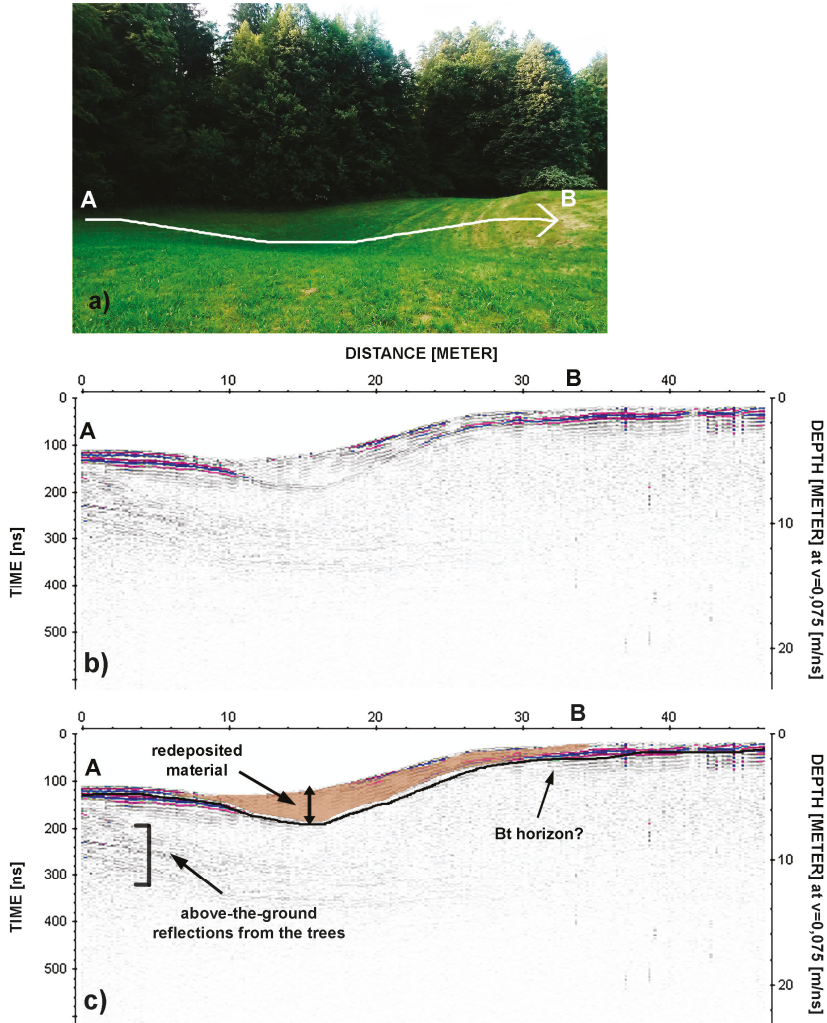 A
B
a)
DISTANCE [METER]
B
0 10 20 30 40
A
0
100
200
300
400
500
TIME [ns]
0
10
20
DEPTH [METER] at v=0,075 [m/ns]
b)
B
0 10 20 30 40
A
redeposited
material
Bt horizon?
above-the-ground
reflections from the trees
0
100
200
300
400
500
TIME [ns]
0
10
20
DEPTH [METER] at v=0,075 [m/ns]
c)